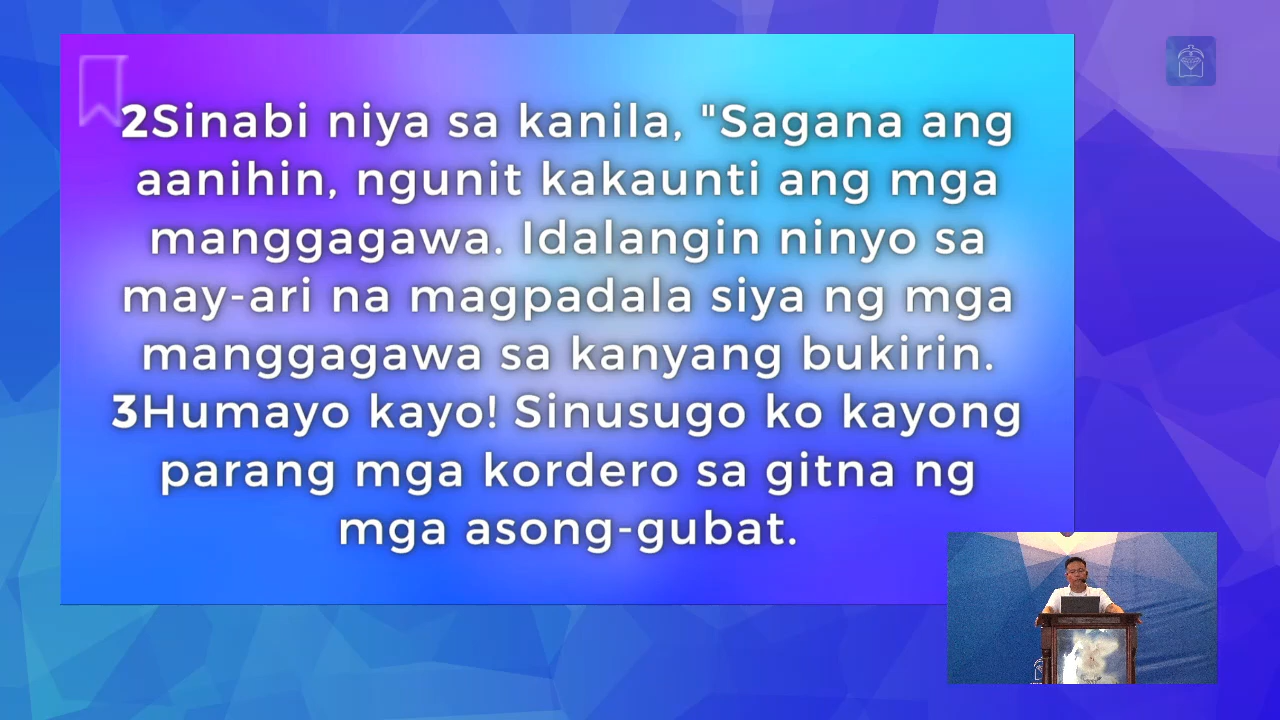 2Sinabi niya sa kanila, "Sagana ang
aanihin, ngunit kakaunti ang mga
manggagawa. Idalangin ninyo sa
may-ari na magpadala siya ng mga
manggagawa sa kanyang bukirin.
3Humayo kayo! Sinusugo ko kayong
parang mga kordero sa gitna ng
mga asong-gubat.